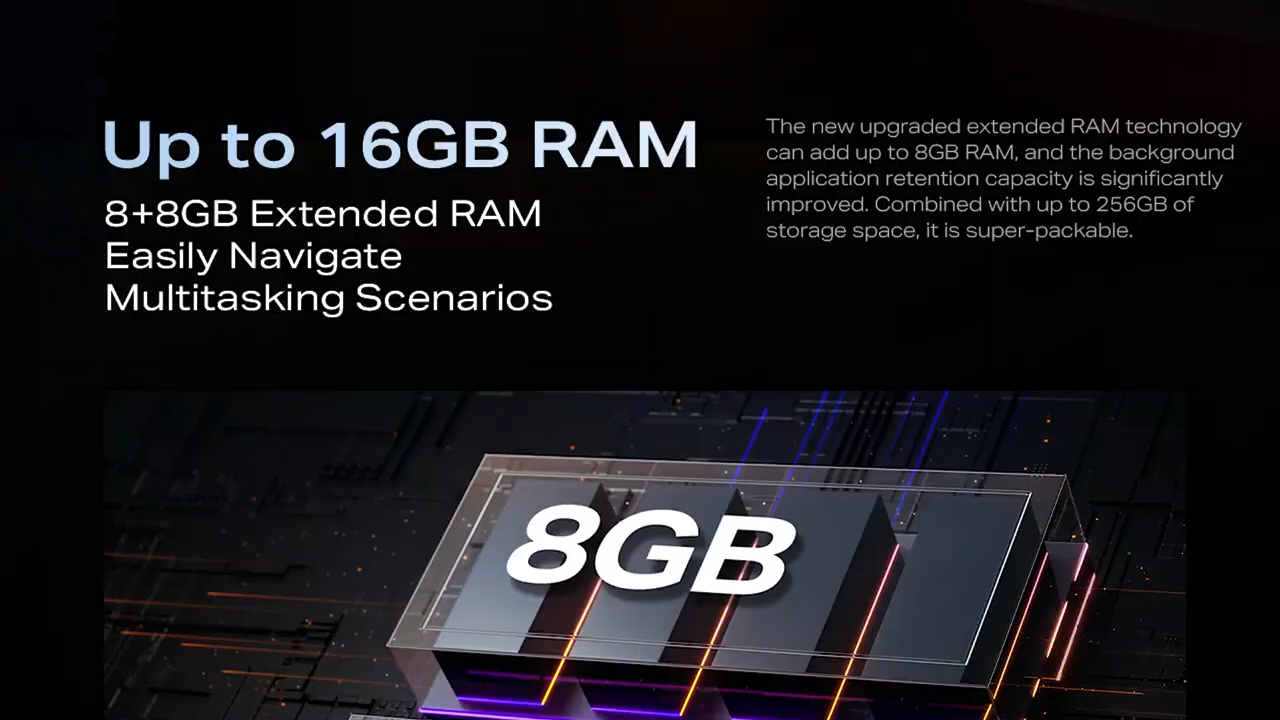 Up to 16GB RAM
8+8GB Extended RAM
Easily Navigate
Multitasking Scenarios
The new upgraded extended RAM technology
can add up to 8GB RAM, and the background
application retention capacity is significantly
improved. Combined with up to 256GB of
storage space, it is super-packable.
8GB